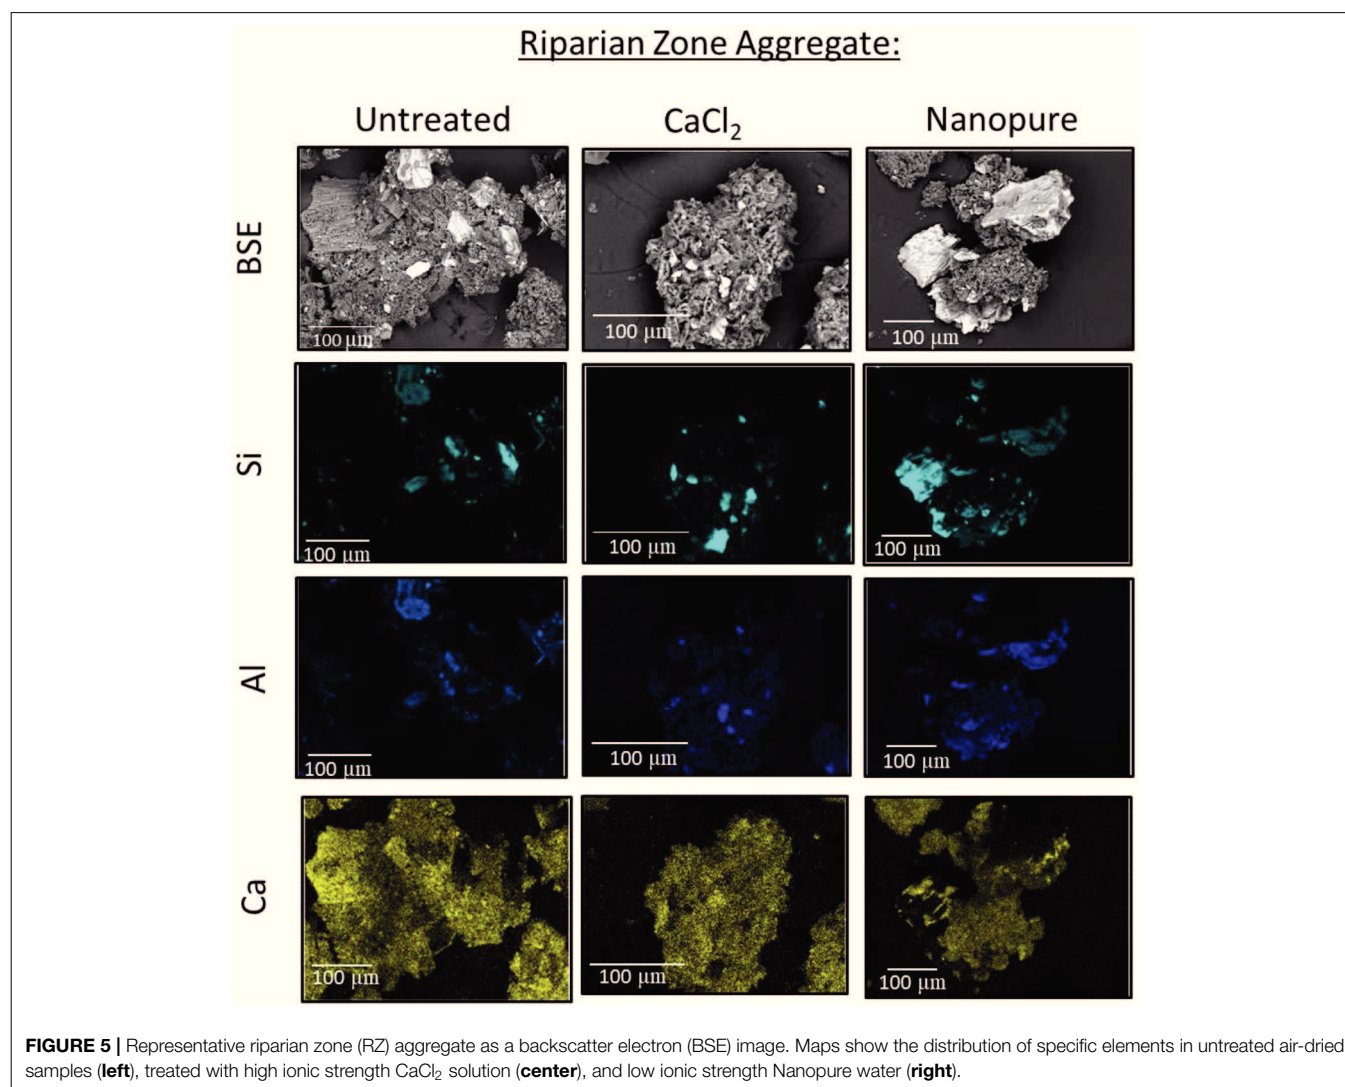 Riparian Zone Aggregate:
Untreated CaCl₂ Nanopure
BSE
100 µm 100 µm 100 µm
Si
100 µm 100 µm 100 µm
Al
100 µm 100 µm 100 µm
Ca
100 µm 100 µm 100 µm
FIGURE 5 | Representative riparian zone (RZ) aggregate as a backscatter electron (BSE) image. Maps show the distribution of specific elements in untreated air-dried
samples (left), treated with high ionic strength CaCl₂ solution (center), and low ionic strength Nanopure water (right).